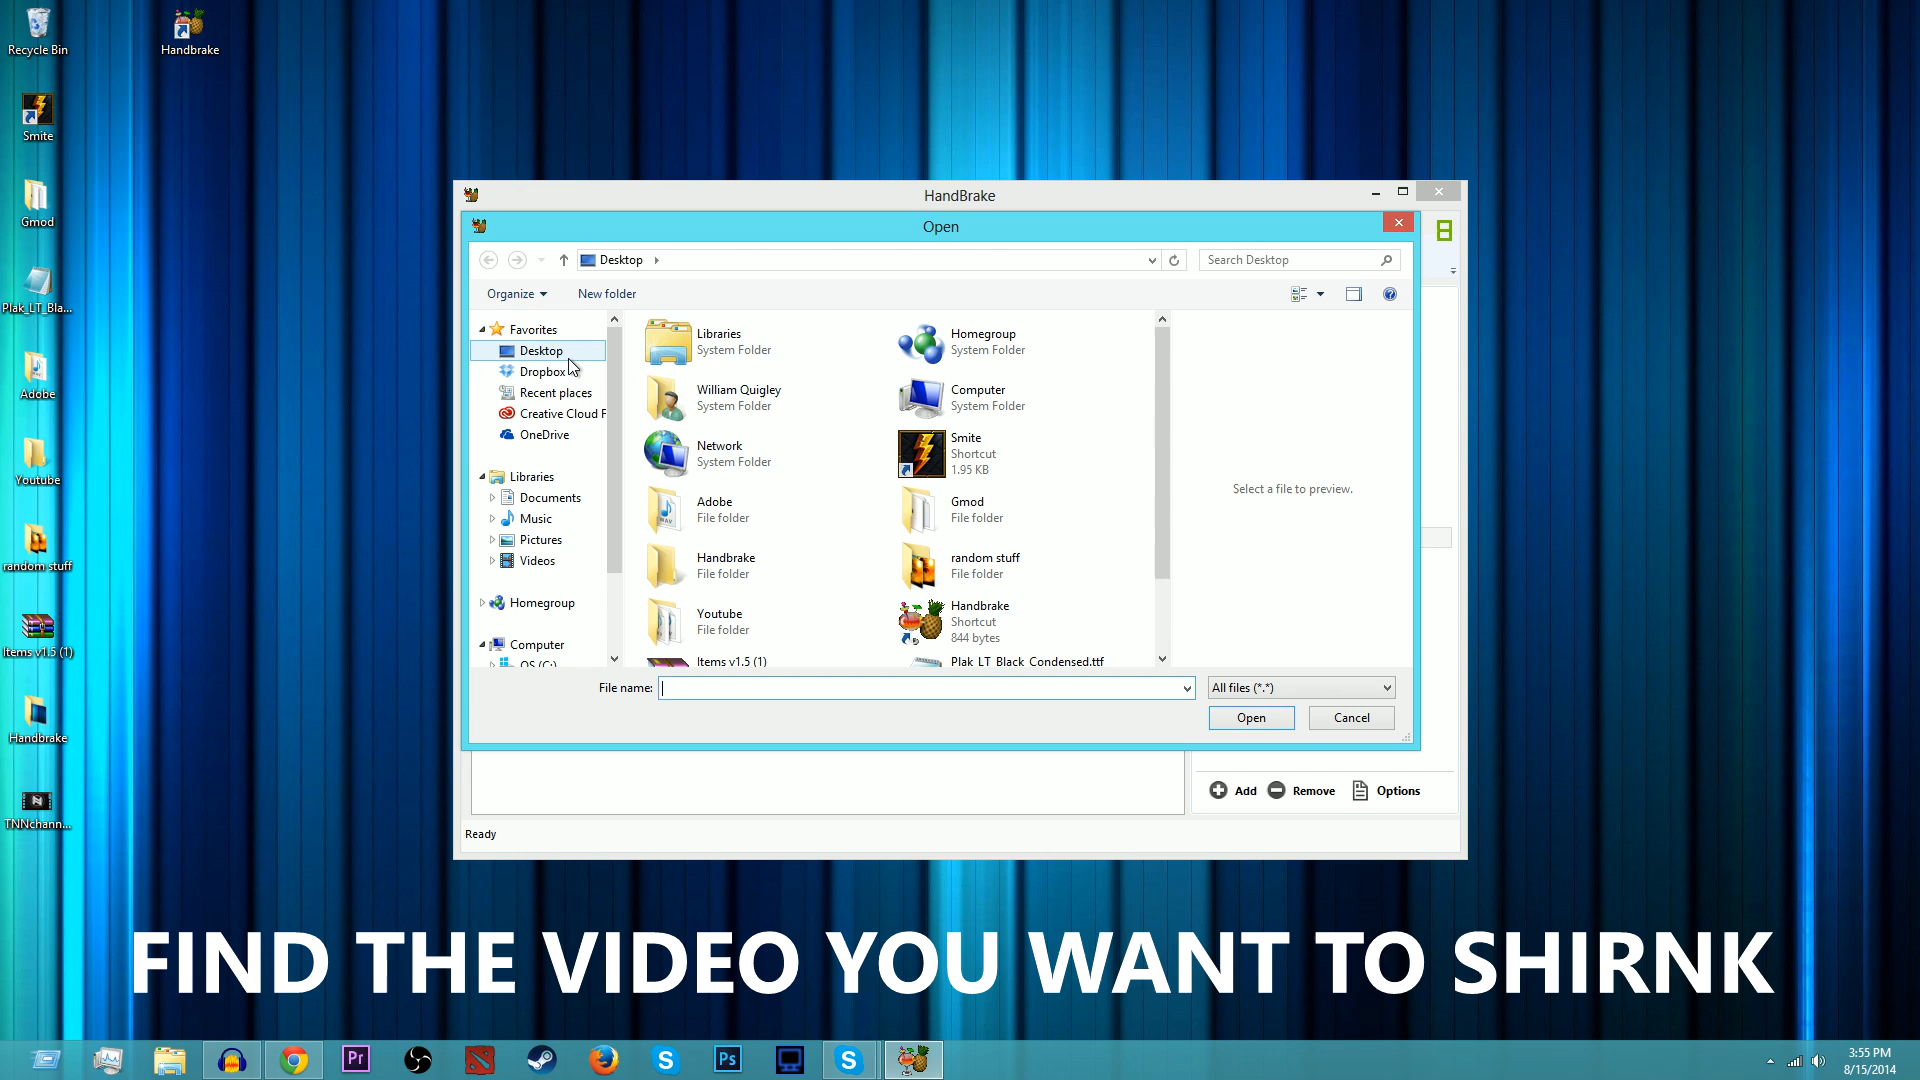 Recycle Bin
Handbrake
Smite
Gmod
Plak_LT_Bla...
Adobe
Youtube
random stuff
Items v1.5 (1)
Handbrake
TNNchann...
HandBrake
Open
Desktop
Search Desktop
Organize
New folder
Favorites
Desktop
Dropbox
Recent places
Creative Cloud F
OneDrive
Libraries
Documents
Music
Pictures
Videos
Homegroup
Computer
OS (C:)
Libraries
System Folder
Homegroup
System Folder
William Quigley
System Folder
Computer
System Folder
Network
System Folder
Smite
Shortcut
1.95 KB
Adobe
File folder
Gmod
File folder
Handbrake
File folder
random stuff
File folder
Youtube
File folder
Handbrake
Shortcut
844 bytes
Items v1.5 (1)
Plak_LT_Black_Condensed.ttf
Select a file to preview.
File name:
All files (*.*)
Open
Cancel
Add
Remove
Options
Ready
FIND THE VIDEO YOU WANT TO SHIRNK
Pr
Ps
3:55 PM
8/15/2014